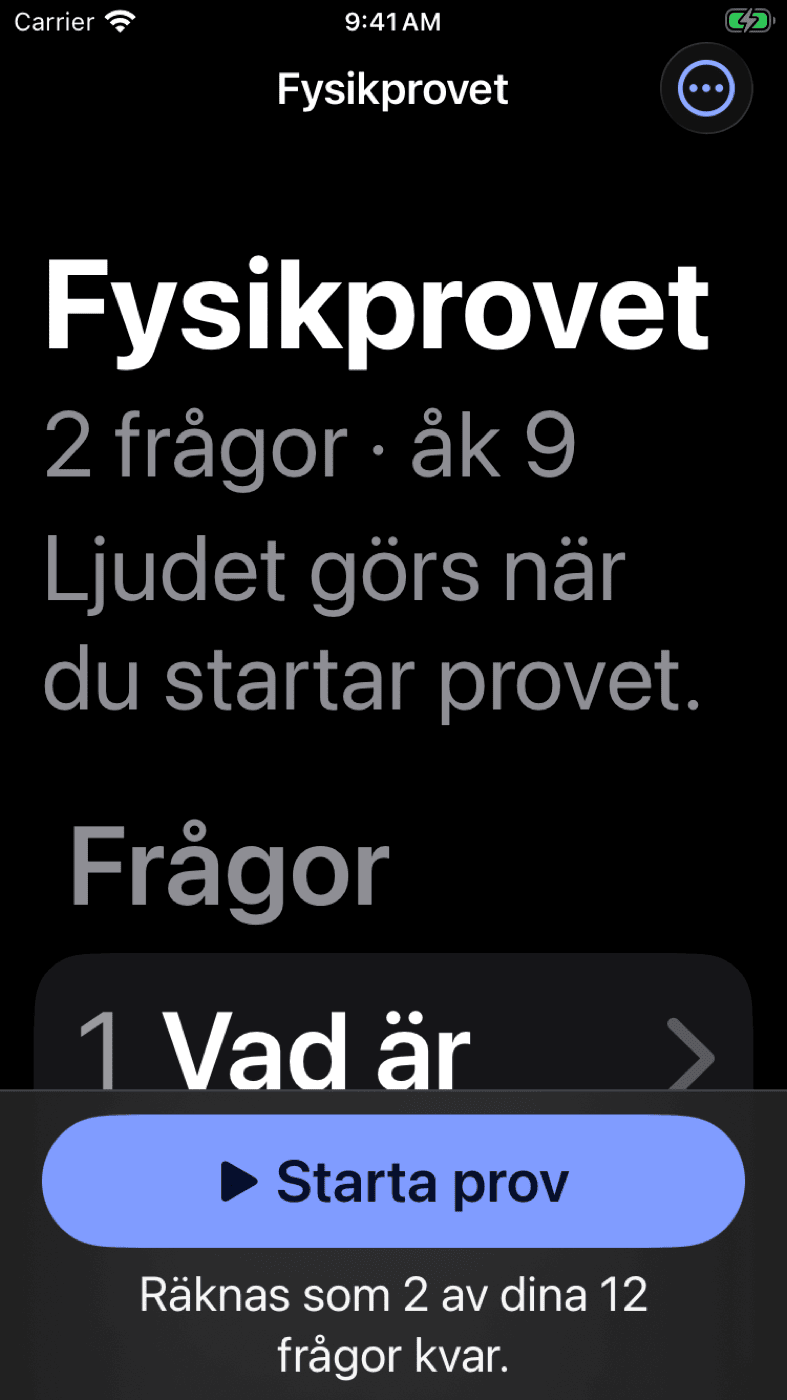 Carrier
9:41 AM
Fysikprovet
Fysikprovet
2 frågor · åk 9
Ljudet görs när
du startar provet.
Frågor
1 Vad är
Starta prov
Räknas som 2 av dina 12
frågor kvar.